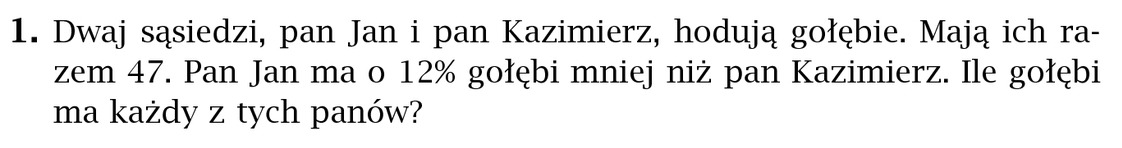 1. Dwaj sąsiedzi, pan Jan i pan Kazimierz, hodują gołębie. Mają ich ra-
zem 47. Pan Jan ma o 12% gołębi mniej niż pan Kazimierz. Ile gołębi
ma każdy z tych panów?